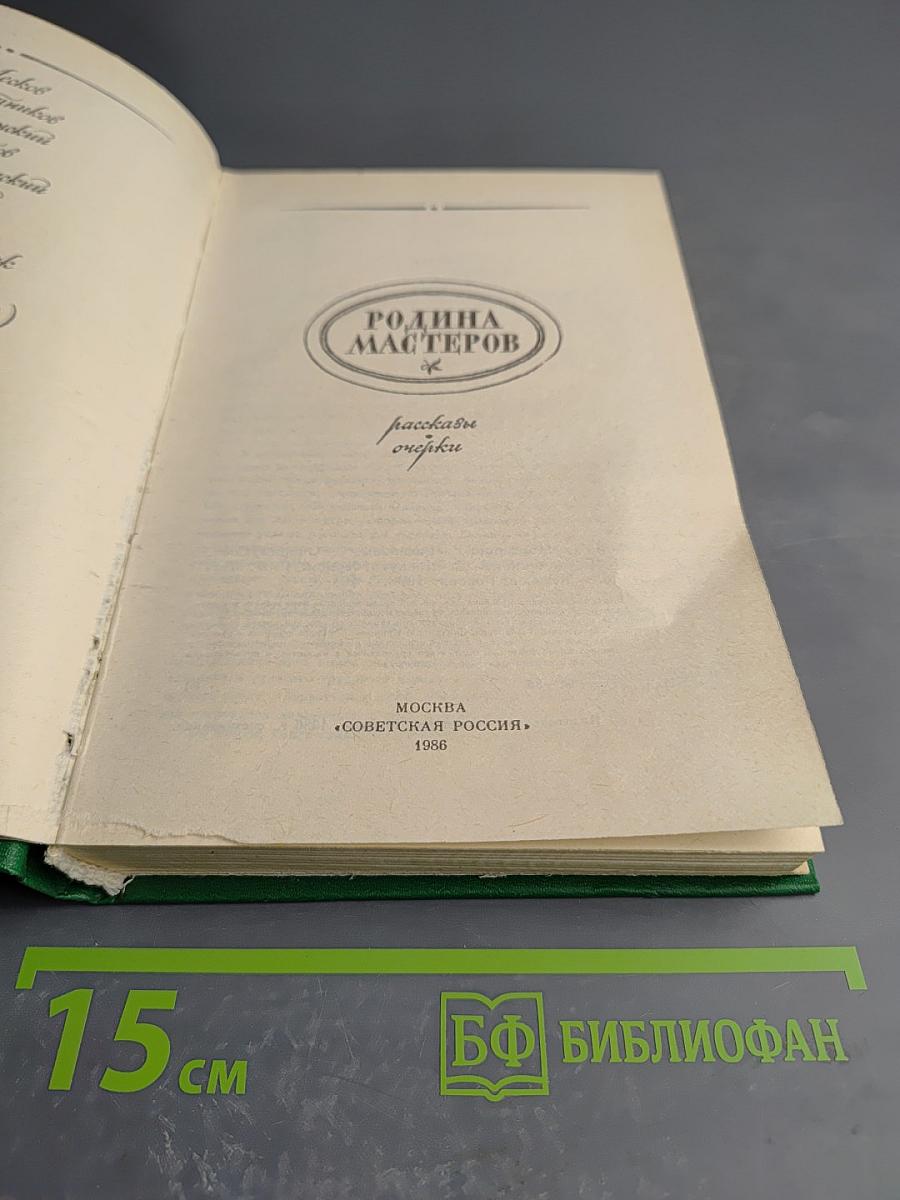 РОДИНА
МАСТЕРОВ
рассказы
очерки
МОСКВА
«СОВЕТСКАЯ РОССИЯ»
1986
15 см
БФ БИБЛИОФАН